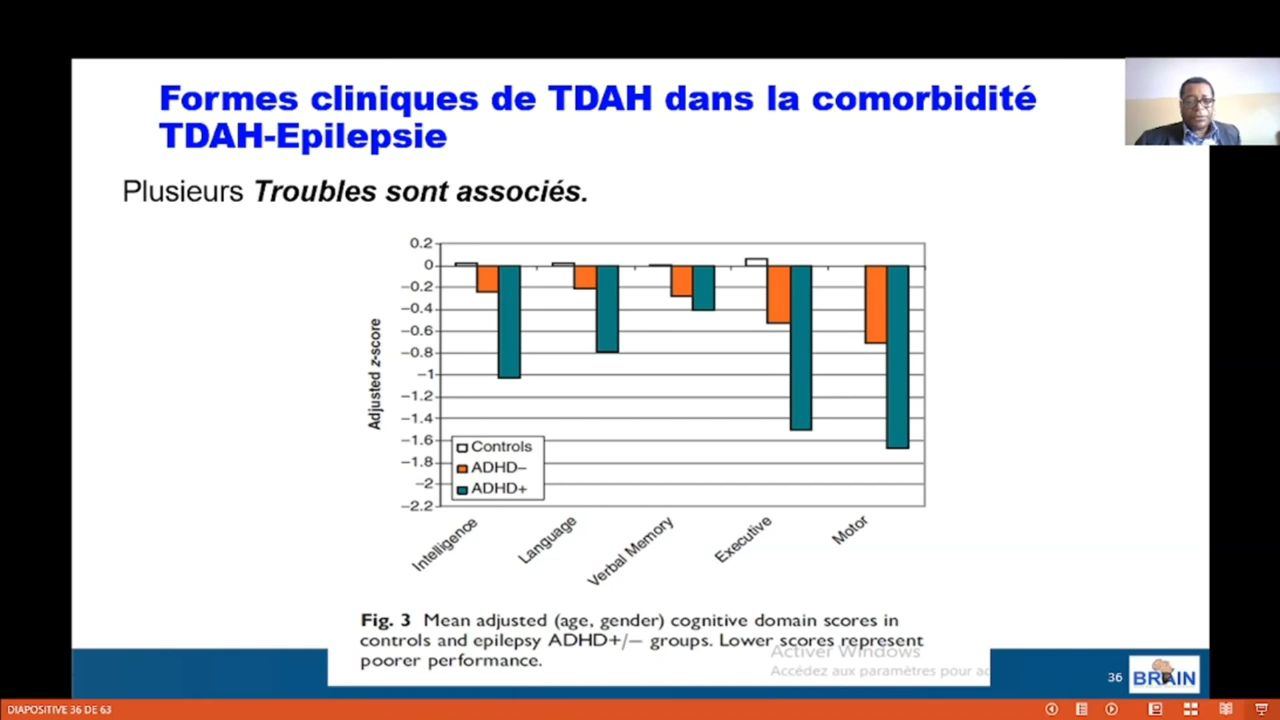 Formes cliniques de TDAH dans la comorbidité
TDAH-Epilepsie
Plusieurs Troubles sont associés.
0.2
0
−0.2
−0.4
−0.6
−0.8
−1
−1.2
−1.4
−1.6
−1.8
−2
−2.2
Adjusted z-score
Controls
ADHD−
ADHD+
Intelligence
Language
Verbal Memory
Executive
Motor
Fig. 3 Mean adjusted (age, gender) cognitive domain scores in
controls and epilepsy ADHD+/− groups. Lower scores represent
poorer performance.
Activer Windows
Accédez aux paramètres pour ac
36
BRAIN
DIAPOSITIVE 36 DE 63